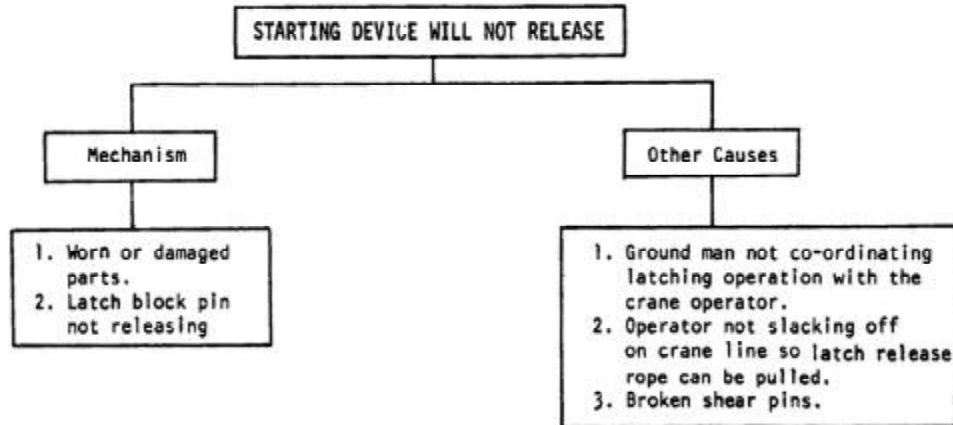 STARTING DEVICE WILL NOT RELEASE
Mechanism
1. Worn or damaged
parts.
2. Latch block pin
not releasing
Other Causes
1. Ground man not co-ordinating
latching operation with the
crane operator.
2. Operator not slacking off
on crane line so latch release
rope can be pulled.
3. Broken shear pins.